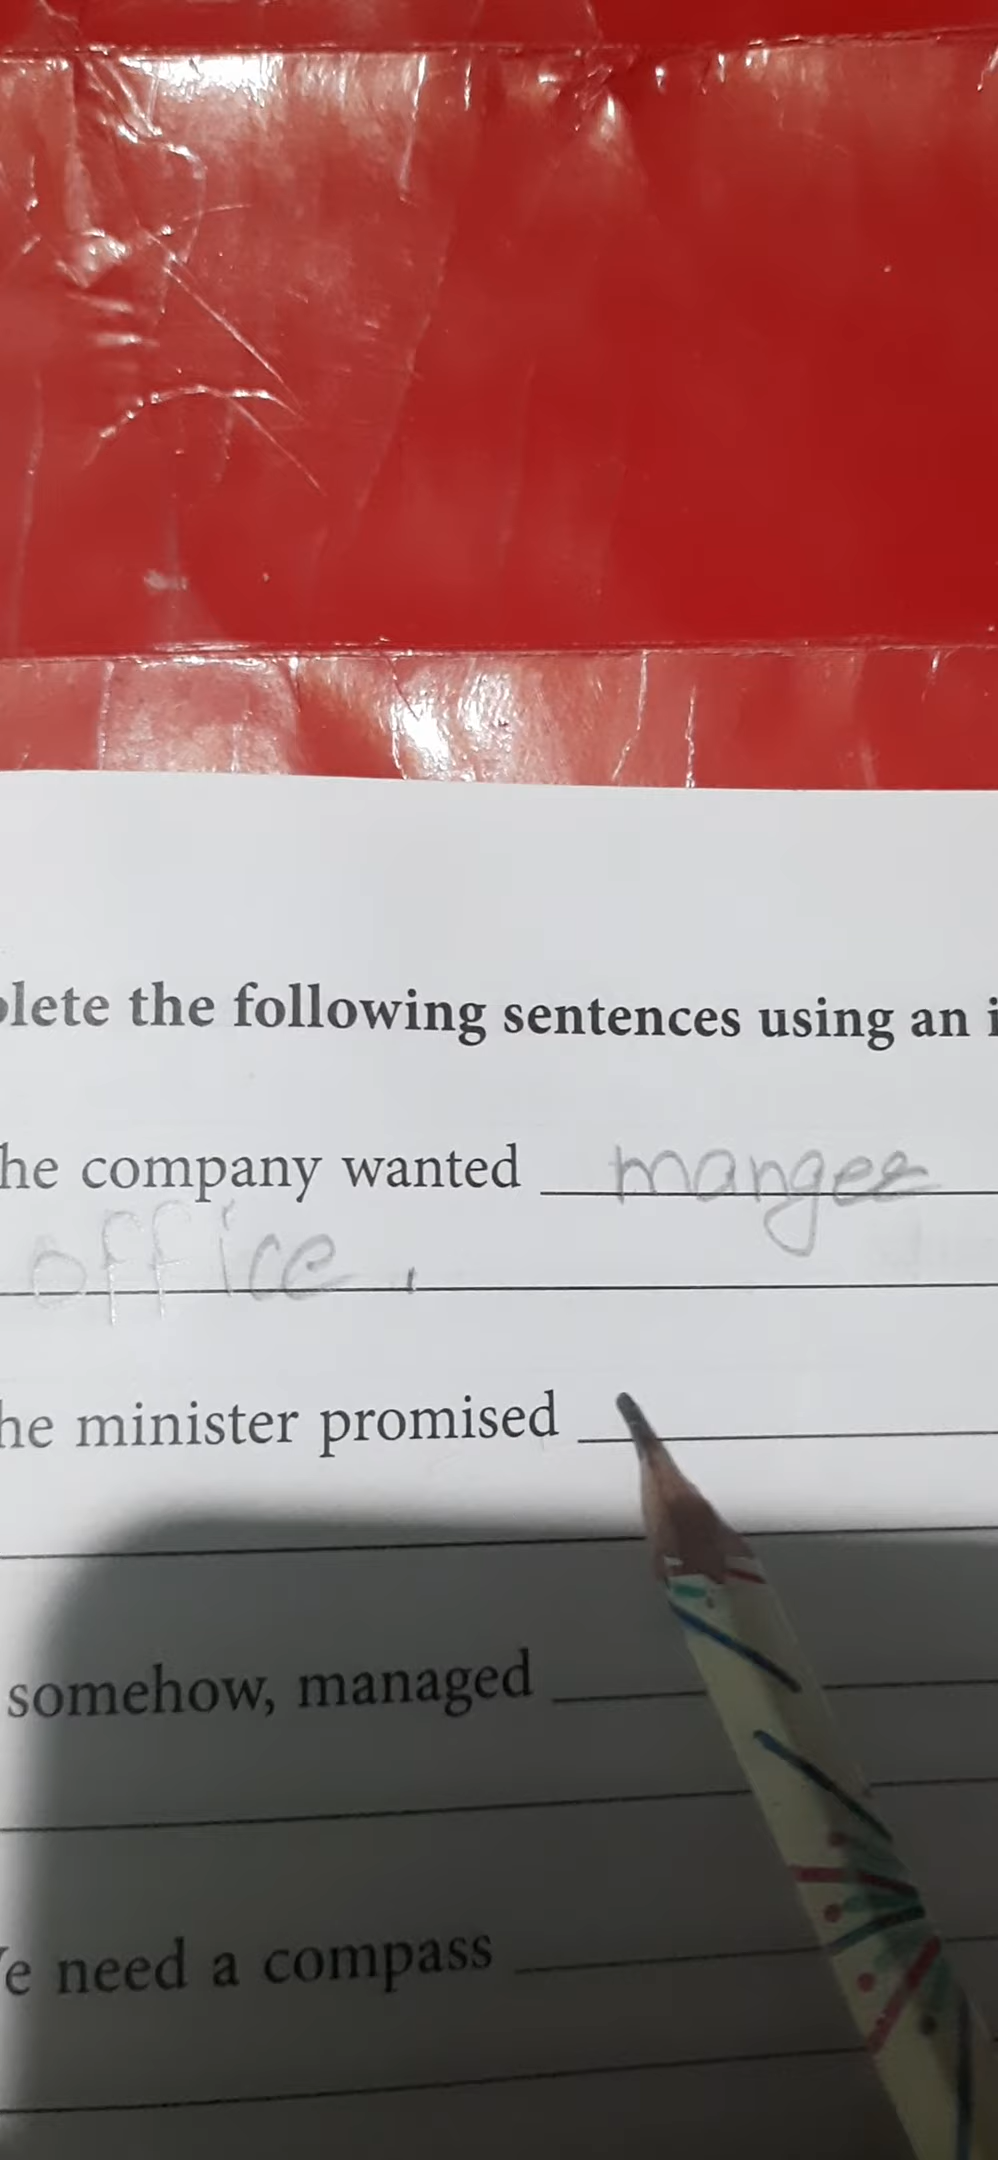 lete the following sentences using an i
he company wanted mangee
office.
he minister promised
somehow, managed
e need a compass